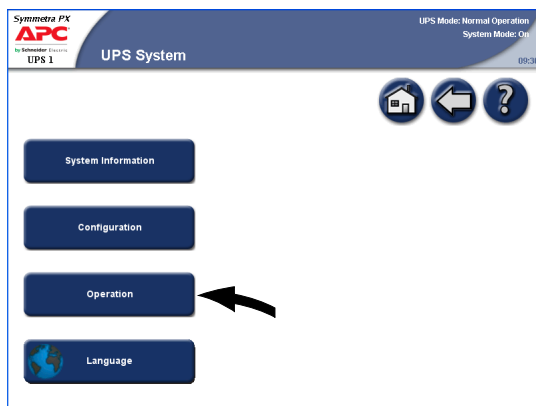 Symmetra PX
APC
by Schneider Electric
UPS 1
UPS System
UPS Mode: Normal Operation
System Mode: On
System Information
Configuration
Operation
Language